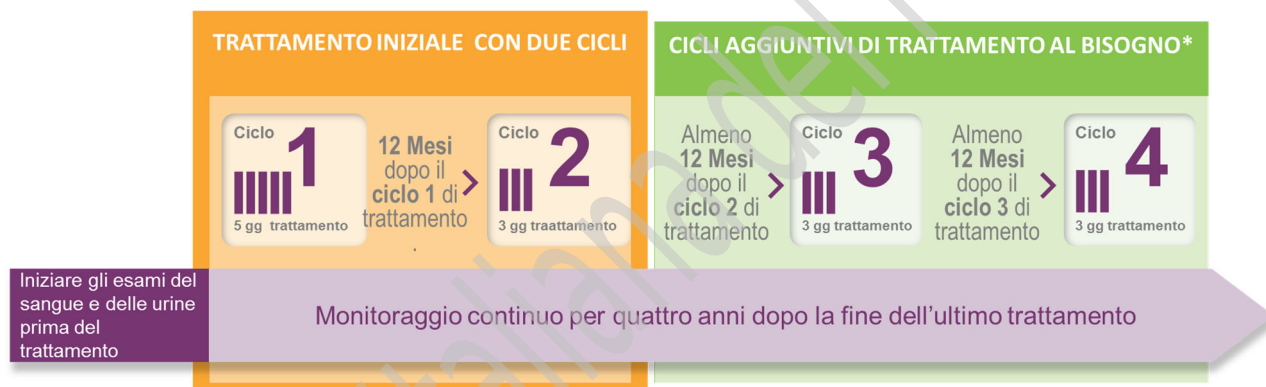 TRATTAMENTO INIZIALE CON DUE CICLI
Ciclo
1
5 gg trattamento
12 Mesi
dopo il
ciclo 1 di
trattamento
.
Ciclo
2
3 gg traattamento
CICLI AGGIUNTIVI DI TRATTAMENTO AL BISOGNO*
Almeno
12 Mesi
dopo il
ciclo 2 di
trattamento
Ciclo
3
3 gg trattamento
Almeno
12 Mesi
dopo il
ciclo 3 di
trattamento
Ciclo
4
3 gg trattamento
Iniziare gli esami del
sangue e delle urine
prima del
trattamento
Monitoraggio continuo per quattro anni dopo la fine dell'ultimo trattamento
italiana del